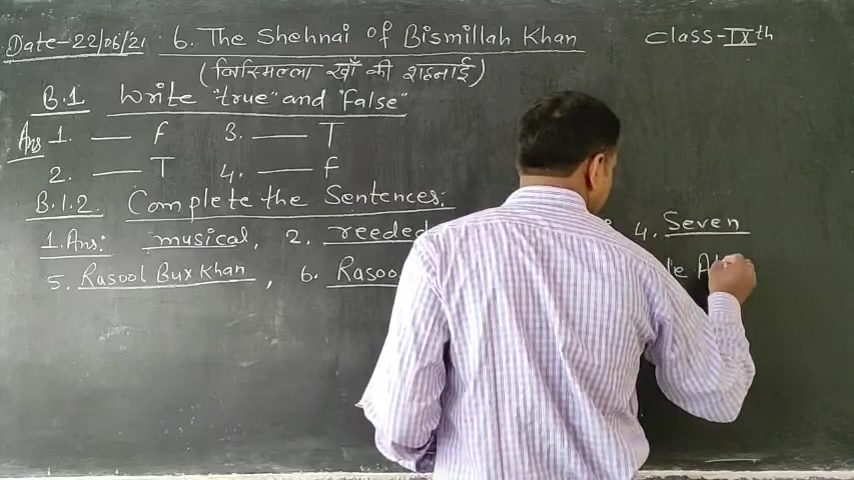 Date-22/06/21 6. The Shehnai of Bismillah Khan Class-IXth
(बिस्मिल्ला खाँ की शहनाई)
B.1 Write "true" and "False"
Ans 1. — F 3. — T
2. — T 4. — F
B.1.2. Complete the Sentences:
1. Ans: musical, 2. reeded 4. Seven
5. Rasool Bux Khan, 6.